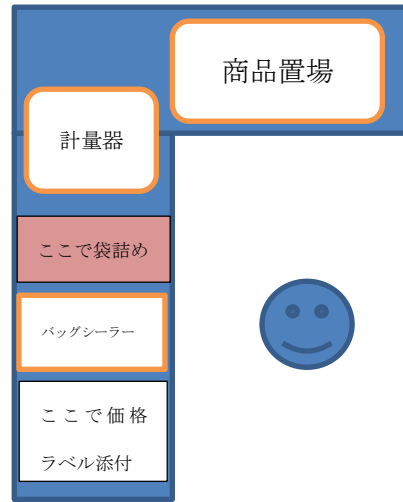 商品置場
計量器
ここで袋詰め
バッグシーラー
ここで価格
ラベル添付